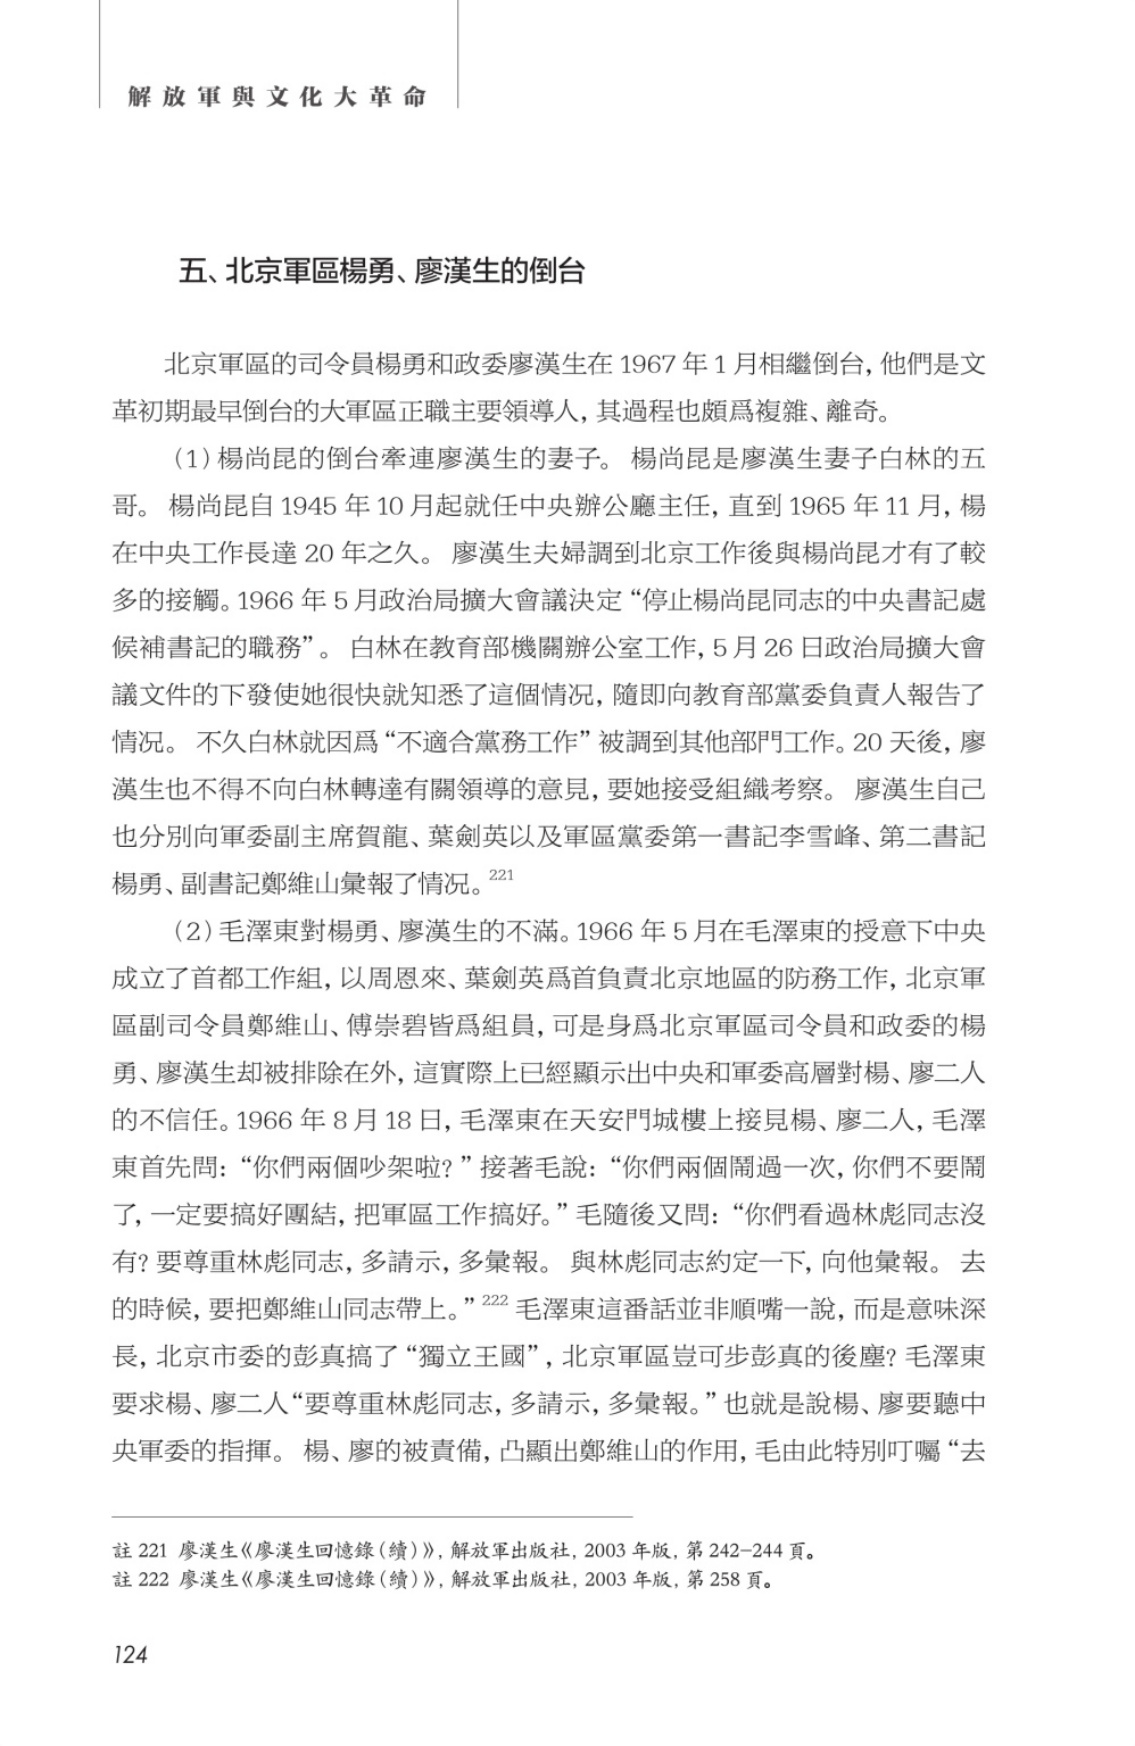 解放軍與文化大革命
五、北京軍區楊勇、廖漢生的倒台
北京軍區的司令員楊勇和政委廖漢生在 1967 年 1 月相繼倒台, 他們是文
革初期最早倒台的大軍區正職主要領導人, 其過程也頗爲複雜、離奇。
（1）楊尚昆的倒台牽連廖漢生的妻子。 楊尚昆是廖漢生妻子白林的五
哥。 楊尚昆自 1945 年 10 月起就任中央辦公廳主任, 直到 1965 年 11 月, 楊
在中央工作長達 20 年之久。 廖漢生夫婦調到北京工作後與楊尚昆才有了較
多的接觸。1966 年 5 月政治局擴大會議決定 “停止楊尚昆同志的中央書記處
候補書記的職務” 。 白林在教育部機關辦公室工作, 5 月 26 日政治局擴大會
議文件的下發使她很快就知悉了這個情況, 隨即向教育部黨委負責人報告了
情況。 不久白林就因爲 “不適合黨務工作” 被調到其他部門工作。20 天後, 廖
漢生也不得不向白林轉達有關領導的意見, 要她接受組織考察。 廖漢生自己
也分別向軍委副主席賀龍、葉劍英以及軍區黨委第一書記李雪峰、第二書記
楊勇、副書記鄭維山彙報了情況。221
（2）毛澤東對楊勇、廖漢生的不滿。1966 年 5 月在毛澤東的授意下中央
成立了首都工作組, 以周恩來、葉劍英爲首負責北京地區的防務工作, 北京軍
區副司令員鄭維山、傅崇碧皆爲組員, 可是身爲北京軍區司令員和政委的楊
勇、廖漢生却被排除在外, 這實際上已經顯示出中央和軍委高層對楊、廖二人
的不信任。1966 年 8 月 18 日, 毛澤東在天安門城樓上接見楊、廖二人, 毛澤
東首先問: “你們兩個吵架啦? ” 接著毛說: “你們兩個鬧過一次, 你們不要鬧
了, 一定要搞好團結, 把軍區工作搞好。” 毛隨後又問: “你們看過林彪同志沒
有? 要尊重林彪同志, 多請示, 多彙報。 與林彪同志約定一下, 向他彙報。 去
的時候, 要把鄭維山同志帶上。” 222 毛澤東這番話並非順嘴一說, 而是意味深
長, 北京市委的彭真搞了 “獨立王國” , 北京軍區豈可步彭真的後塵? 毛澤東
要求楊、廖二人 “要尊重林彪同志, 多請示, 多彙報。” 也就是說楊、廖要聽中
央軍委的指揮。 楊、廖的被責備, 凸顯出鄭維山的作用, 毛由此特別叮囑 “去
註 221 廖漢生《廖漢生回憶錄（續）》, 解放軍出版社, 2003 年版, 第 242–244 頁。
註 222 廖漢生《廖漢生回憶錄（續）》, 解放軍出版社, 2003 年版, 第 258 頁。
124